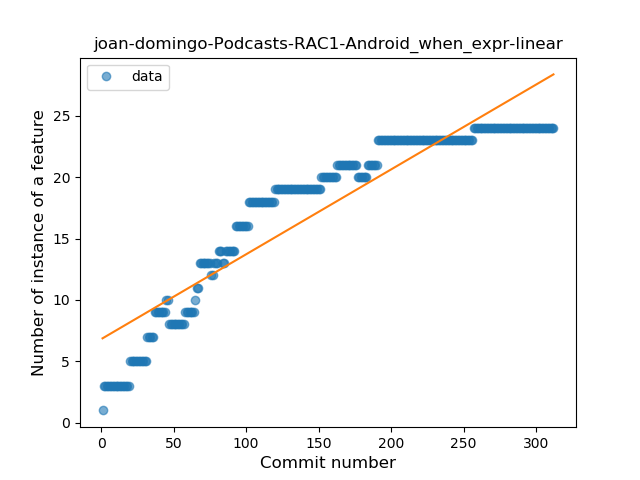 joan-domingo-Podcasts-RAC1-Android_when_expr-linear
data
Number of instance of a feature
25
20
15
10
5
0
0 50 100 150 200 250 300
Commit number